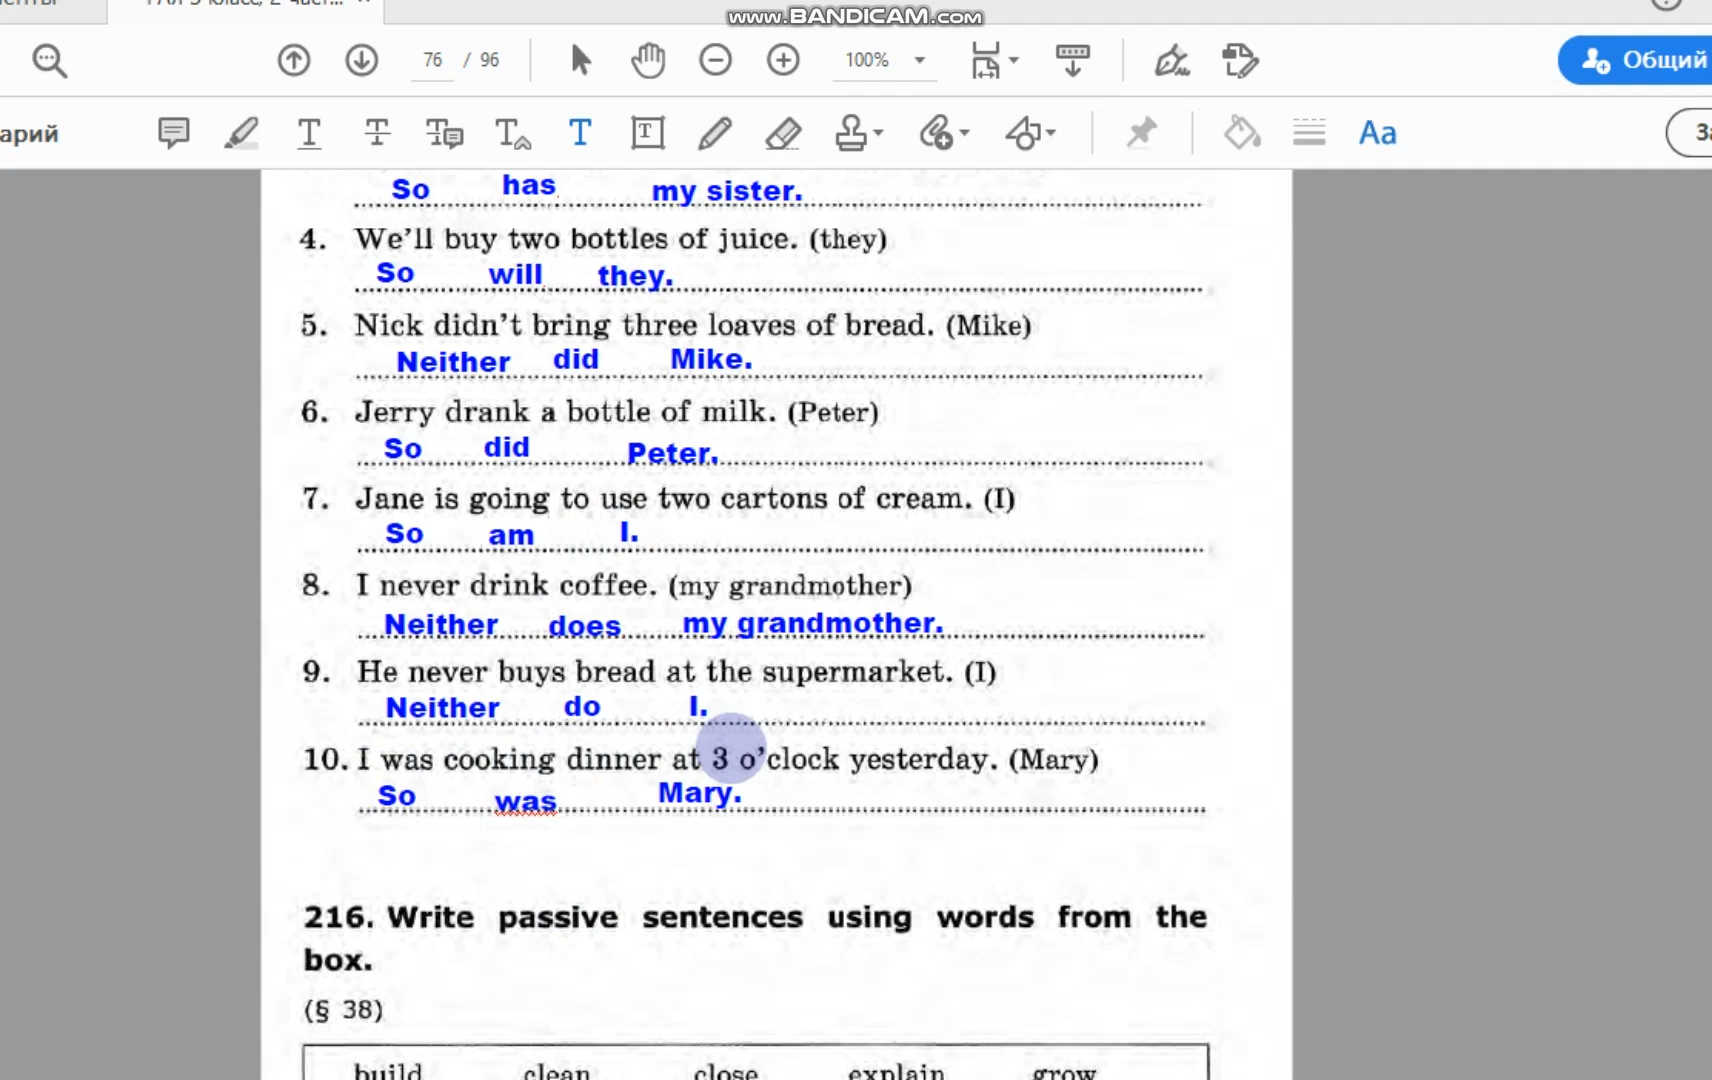 www.BANDICAM.com
76 / 96
100%
Общий
арий
Aa
So has my sister.
4. We'll buy two bottles of juice. (they)
So will they.
5. Nick didn't bring three loaves of bread. (Mike)
Neither did Mike.
6. Jerry drank a bottle of milk. (Peter)
So did Peter.
7. Jane is going to use two cartons of cream. (I)
So am I.
8. I never drink coffee. (my grandmother)
Neither does my grandmother.
9. He never buys bread at the supermarket. (I)
Neither do I.
10. I was cooking dinner at 3 o'clock yesterday. (Mary)
So was Mary.
216. Write passive sentences using words from the
box.
(§ 38)
build clean close explain grow